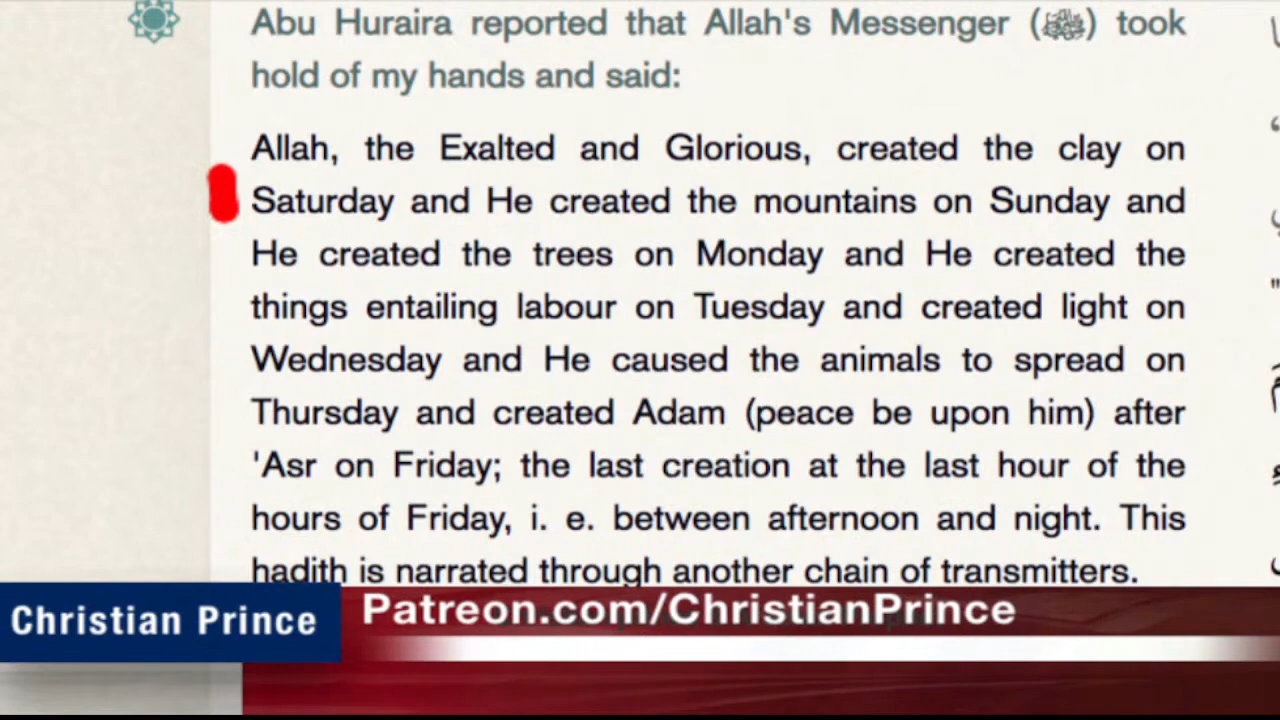 Abu Huraira reported that Allah's Messenger (ﷺ) took
hold of my hands and said:
Allah, the Exalted and Glorious, created the clay on
Saturday and He created the mountains on Sunday and
He created the trees on Monday and He created the
things entailing labour on Tuesday and created light on
Wednesday and He caused the animals to spread on
Thursday and created Adam (peace be upon him) after
'Asr on Friday; the last creation at the last hour of the
hours of Friday, i. e. between afternoon and night. This
hadith is narrated through another chain of transmitters.
Christian Prince
Patreon.com/ChristianPrince